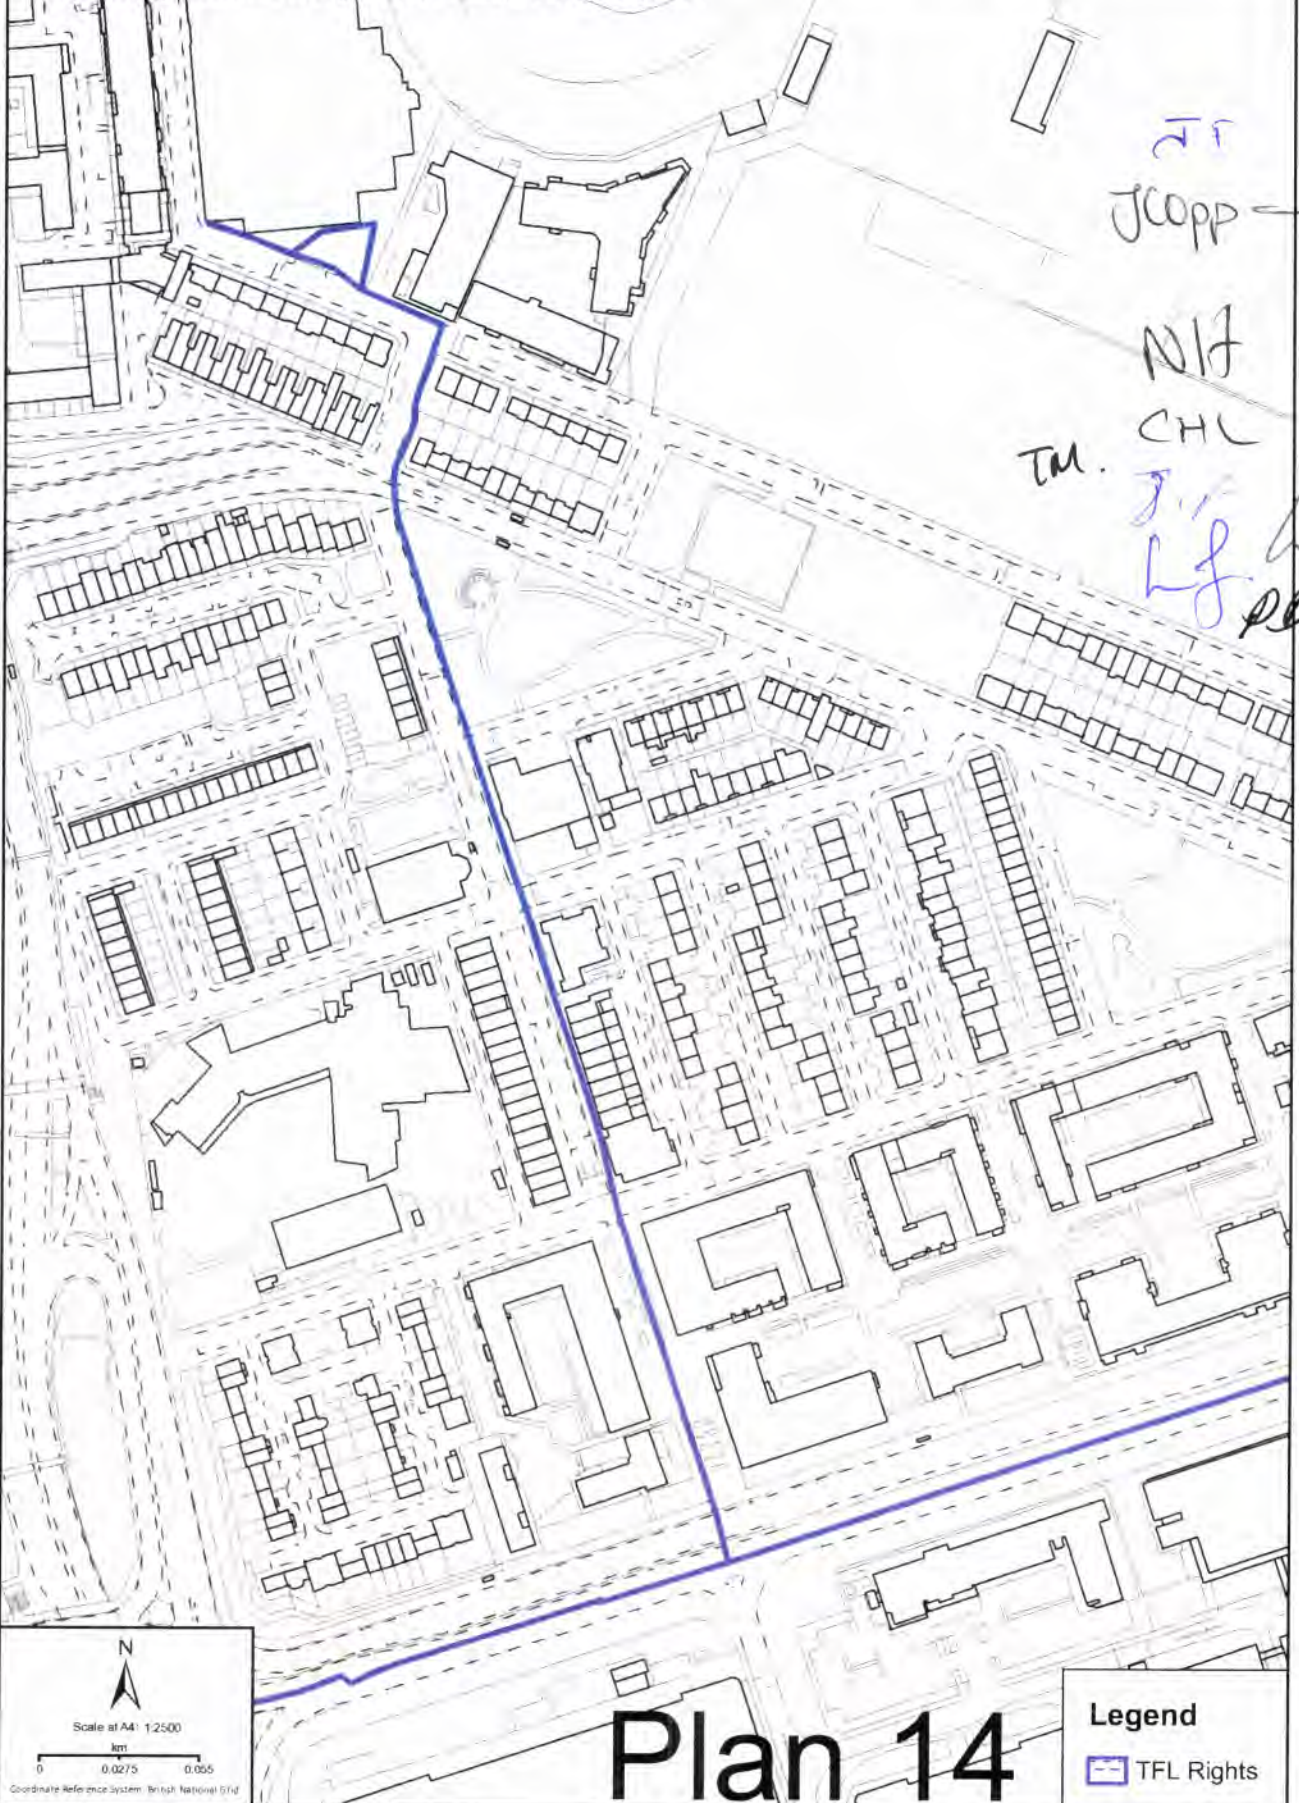 JCOPP
N/J
CHL
TM.
N
Scale at A4: 1:2500
km
0 0.0275 0.055
Coordinate Reference System: British National Grid
Plan 14
Legend
TFL Rights